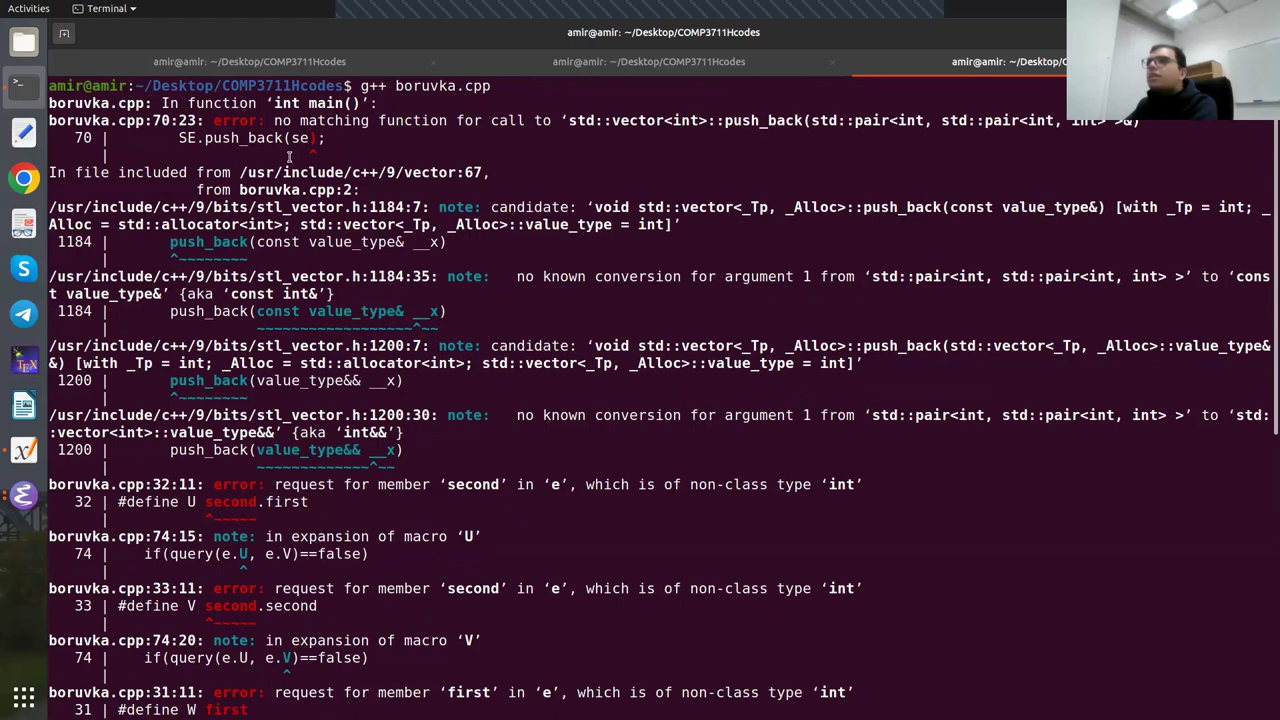 Activities
Terminal ▾
amir@amir: ~/Desktop/COMP3711Hcodes
amir@amir: ~/Desktop/COMP3711Hcodes
amir@amir: ~/Desktop/COMP3711Hcodes
amir@amir: ~/Desktop/COM
amir@amir:~/Desktop/COMP3711Hcodes$ g++ boruvka.cpp
boruvka.cpp: In function ‘int main()’:
boruvka.cpp:70:23: error: no matching function for call to ‘std::vector<int>::push_back(std::pair<int, std::pair<int, int> >&)’
70 | SE.push_back(se);
| ^
In file included from /usr/include/c++/9/vector:67,
from boruvka.cpp:2:
/usr/include/c++/9/bits/stl_vector.h:1184:7: note: candidate: ‘void std::vector<_Tp, _Alloc>::push_back(const value_type&) [with _Tp = int; _
Alloc = std::allocator<int>; std::vector<_Tp, _Alloc>::value_type = int]’
1184 | push_back(const value_type& __x)
| ^~~~~~~~~
/usr/include/c++/9/bits/stl_vector.h:1184:35: note: no known conversion for argument 1 from ‘std::pair<int, std::pair<int, int> >’ to ‘cons
t value_type&’ {aka ‘const int&’}
1184 | push_back(const value_type& __x)
| ~~~~~~~~~~~~~~~~~~^~~
/usr/include/c++/9/bits/stl_vector.h:1200:7: note: candidate: ‘void std::vector<_Tp, _Alloc>::push_back(std::vector<_Tp, _Alloc>::value_type&
&) [with _Tp = int; _Alloc = std::allocator<int>; std::vector<_Tp, _Alloc>::value_type = int]’
1200 | push_back(value_type&& __x)
| ^~~~~~~~~
/usr/include/c++/9/bits/stl_vector.h:1200:30: note: no known conversion for argument 1 from ‘std::pair<int, std::pair<int, int> >’ to ‘std:
:vector<int>::value_type&&’ {aka ‘int&&’}
1200 | push_back(value_type&& __x)
| ~~~~~~~~~~~~~^~~
boruvka.cpp:32:11: error: request for member ‘second’ in ‘e’, which is of non-class type ‘int’
32 | #define U second.first
| ^~~~~~
boruvka.cpp:74:15: note: in expansion of macro ‘U’
74 | if(query(e.U, e.V)==false)
| ^
boruvka.cpp:33:11: error: request for member ‘second’ in ‘e’, which is of non-class type ‘int’
33 | #define V second.second
| ^~~~~~
boruvka.cpp:74:20: note: in expansion of macro ‘V’
74 | if(query(e.U, e.V)==false)
| ^
boruvka.cpp:31:11: error: request for member ‘first’ in ‘e’, which is of non-class type ‘int’
31 | #define W first